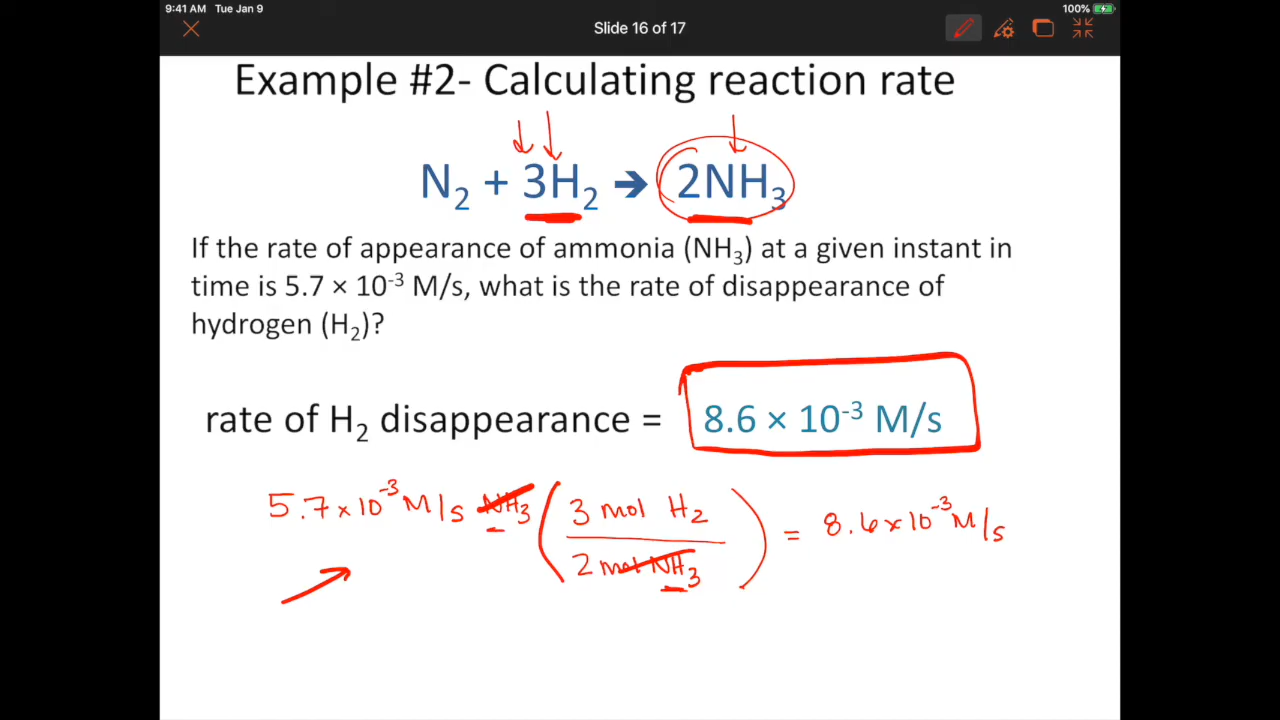 9:41 AM Tue Jan 9
100%
Slide 16 of 17
Example #2- Calculating reaction rate
N₂ + 3H₂ ➔ 2NH₃
If the rate of appearance of ammonia (NH₃) at a given instant in
time is 5.7 × 10⁻³ M/s, what is the rate of disappearance of
hydrogen (H₂)?
rate of H₂ disappearance = 8.6 × 10⁻³ M/s
5.7 × 10⁻³ M/s NH₃ (3 mol H₂ / 2 mol NH₃) = 8.6 × 10⁻³ M/s